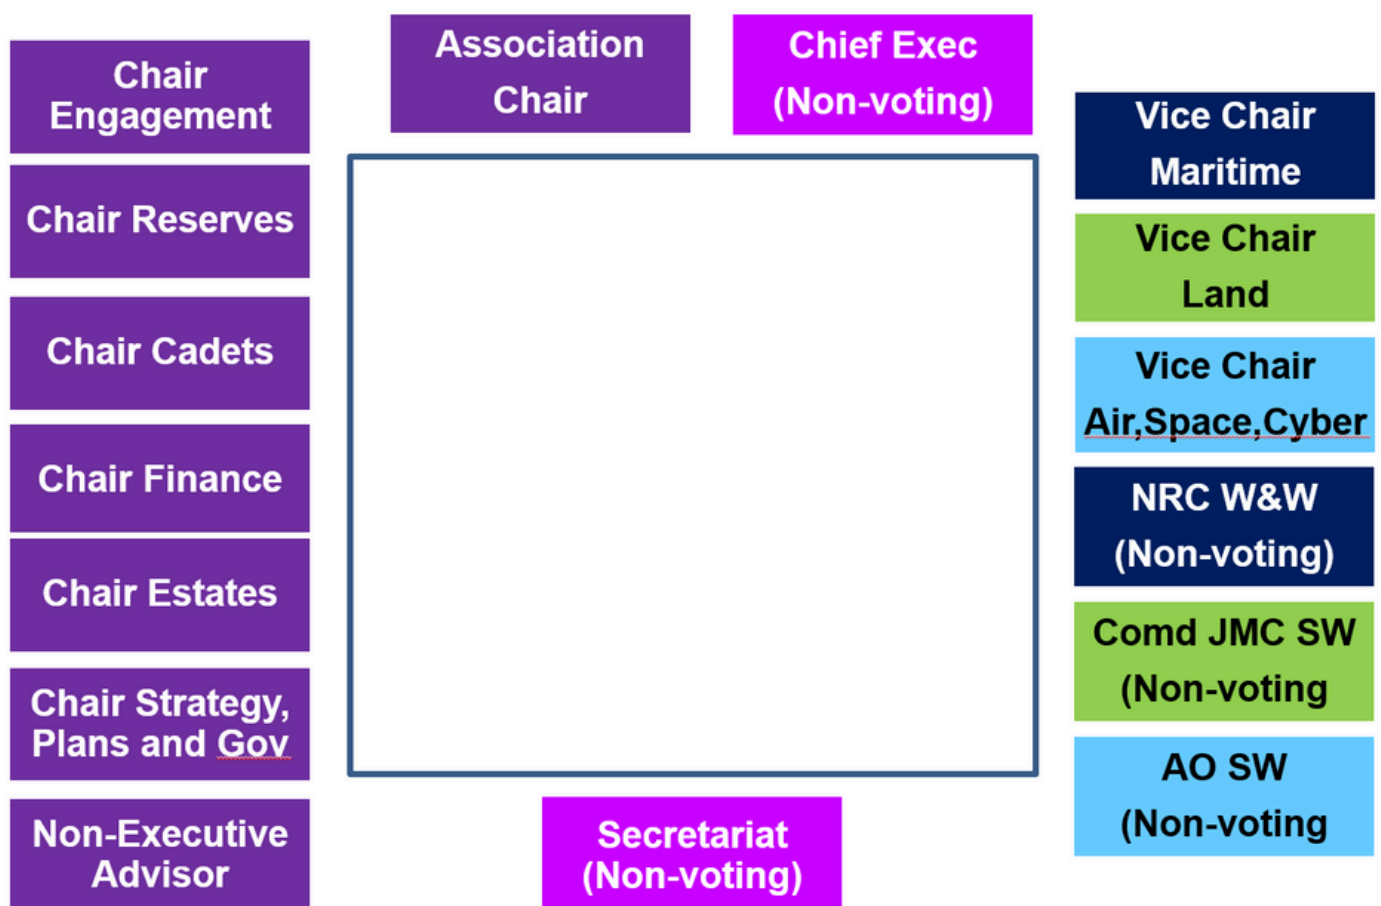 Association
Chair
Chief Exec
(Non-voting)
Chair
Engagement
Chair Reserves
Chair Cadets
Chair Finance
Chair Estates
Chair Strategy,
Plans and Gov
Non-Executive
Advisor
Vice Chair
Maritime
Vice Chair
Land
Vice Chair
Air,Space,Cyber
NRC W&W
(Non-voting)
Comd JMC SW
(Non-voting
AO SW
(Non-voting
Secretariat
(Non-voting)